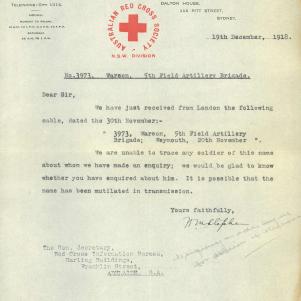 TELEPHONE—CITY
DALTON HOUSE,
115 PITT STREET,
SYDNEY.
AUSTRALIAN RED CROSS SOCIETY
N.S.W. DIVISION
19th December, 1918.
No.3973, Warson, 5th Field Artillery Brigade.
Dear Sir,
We have just received from London the following
cable, dated the 30th November:-
" 3973, Warson, 5th Field Artillery
Brigade; Weymouth, 20th November ".
We are unable to trace any soldier of this name
about whom we have made an enquiry; we would be glad to know
whether you have enquired about him. It is possible that the
name has been mutilated in transmission.
Yours faithfully,
The Hon. Secretary,
Red Cross Information Bureau,
Darling Buildings,
Franklin Street,
ADELAIDE. S.A.